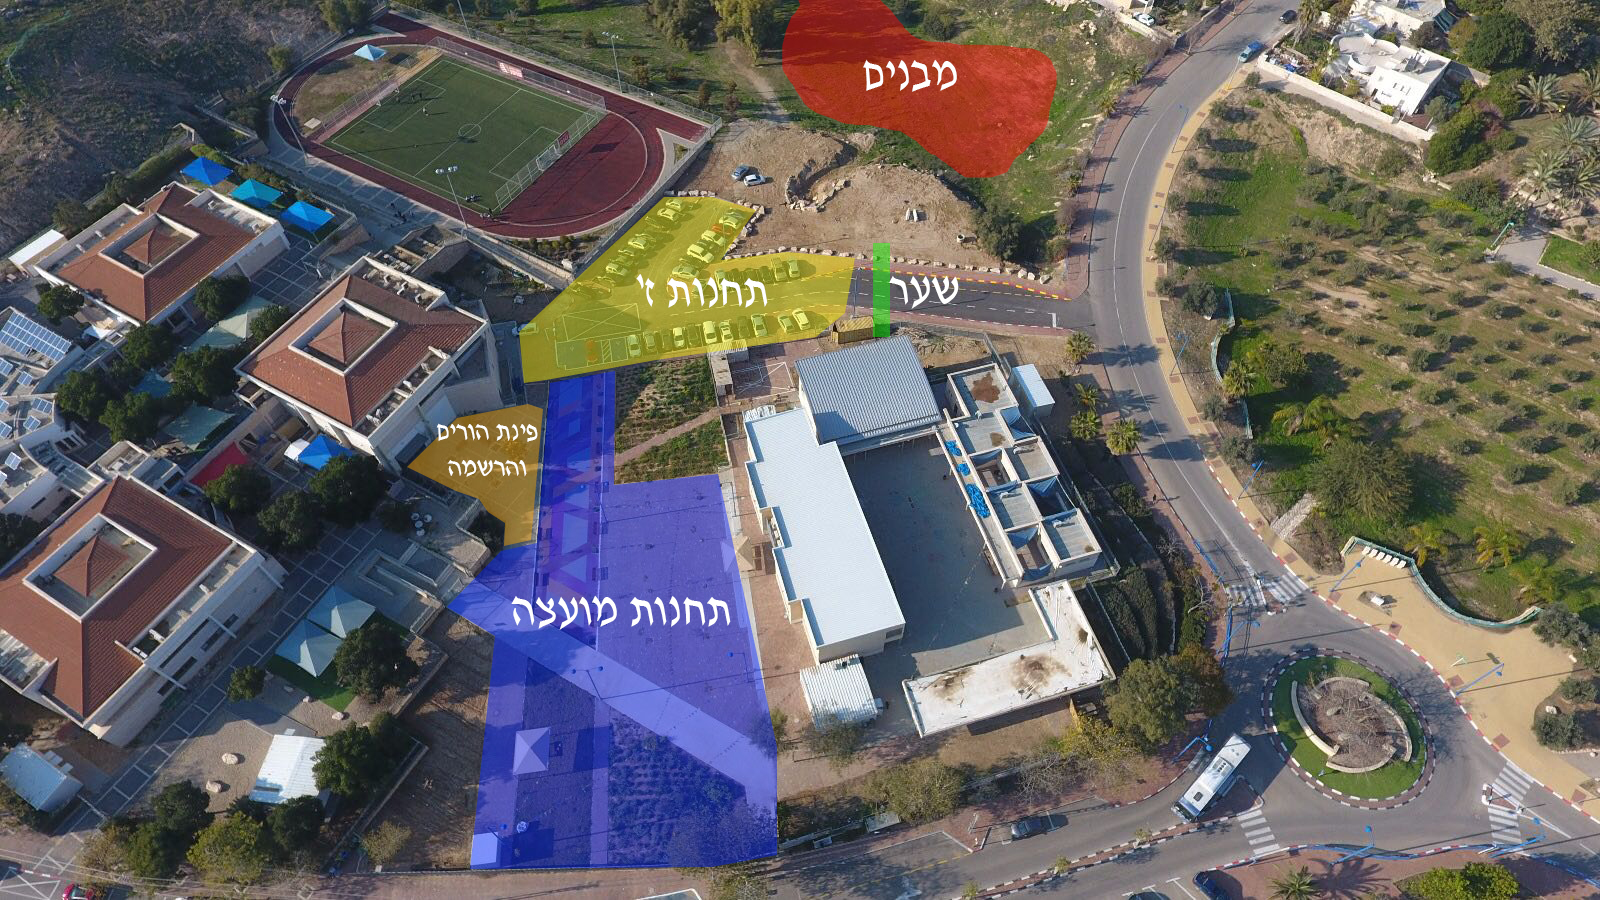 מבנים
תחנות ז'
שער
פינת הורים
והרשמה
תחנות מועצה